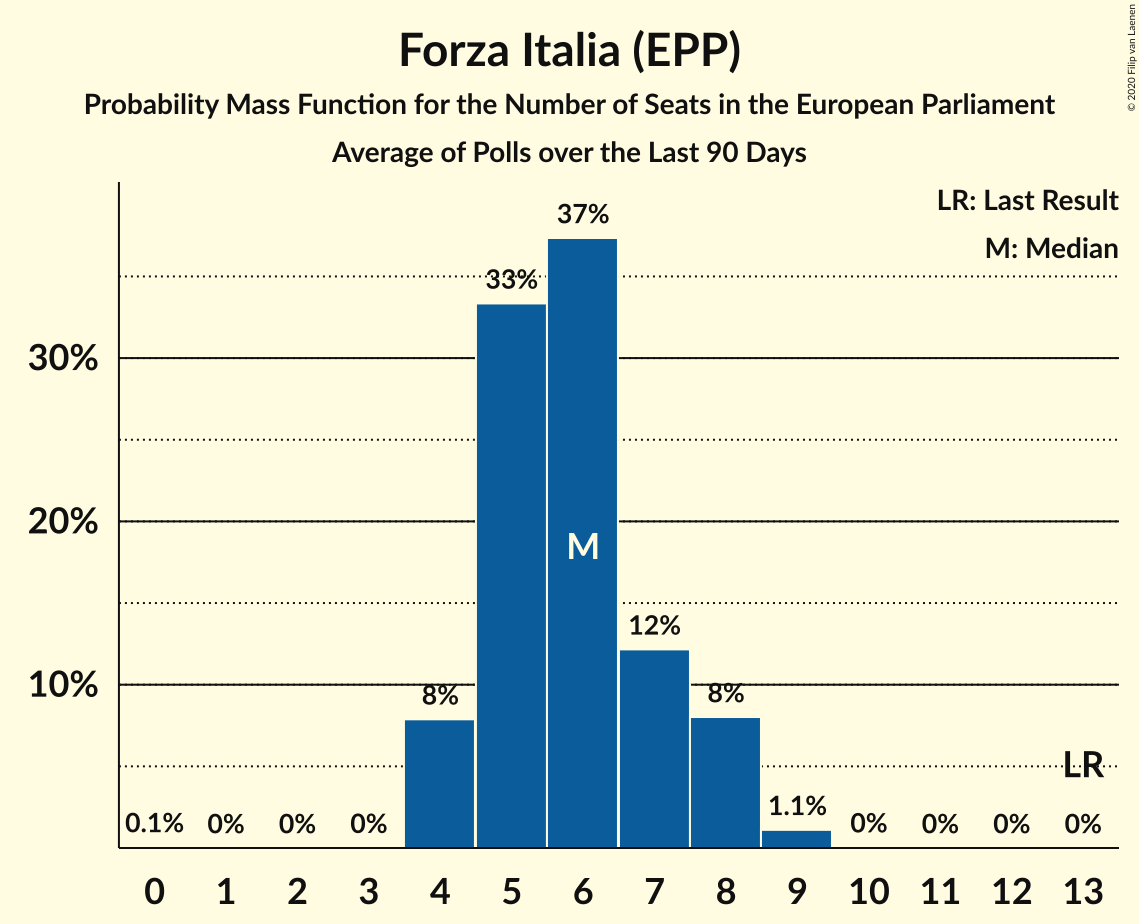 Forza Italia (EPP)
Probability Mass Function for the Number of Seats in the European Parliament
Average of Polls over the Last 90 Days
© 2020 Filip van Laenen
LR: Last Result
M: Median
37%
33%
30%
20%
M
12%
10%
8%
8%
LR
1.1%
0.1% 0% 0% 0% 0% 0% 0% 0%
0 1 2 3 4 5 6 7 8 9 10 11 12 13